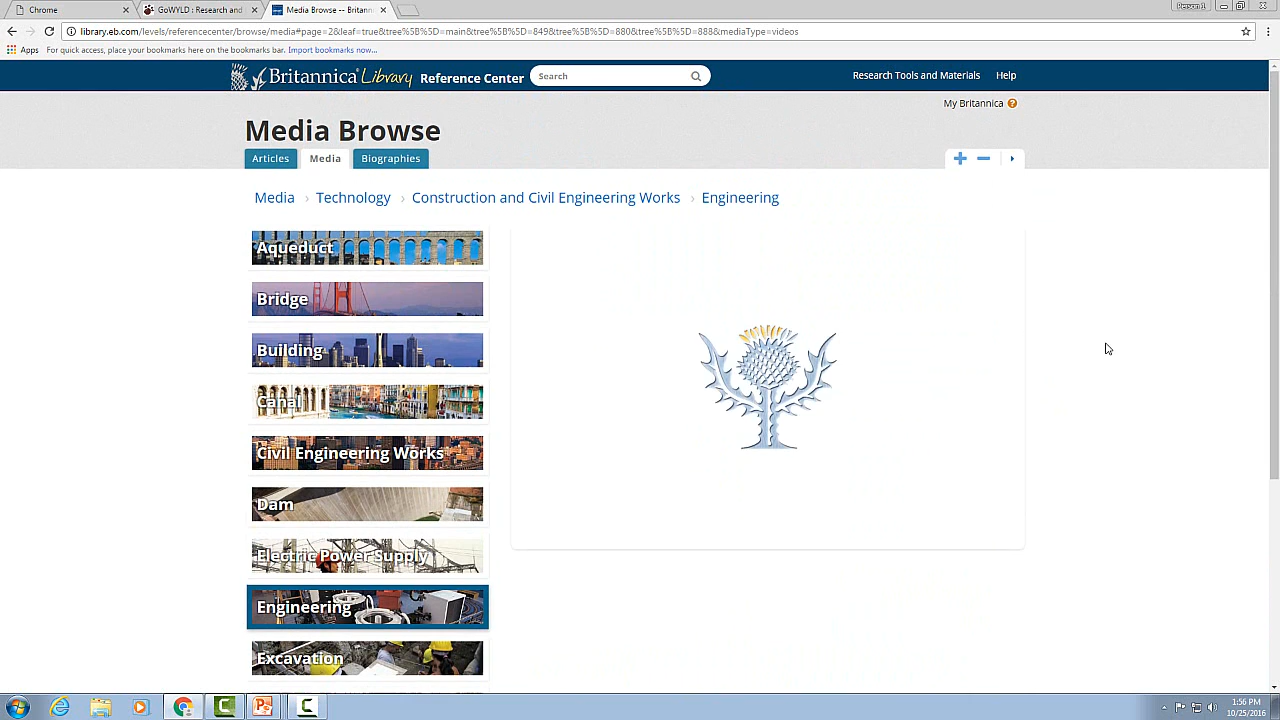 Chrome
GoWYLD : Research and
Media Browse -- Britann
Person 1
library.eb.com/levels/referencecenter/browse/media#page=2&leaf=true&tree%5B%5D=main&tree%5B%5D=849&tree%5B%5D=880&tree%5B%5D=888&mediaType=videos
Apps For quick access, place your bookmarks here on the bookmarks bar. Import bookmarks now...
Britannica Library Reference Center
Search
Research Tools and Materials
Help
My Britannica
Media Browse
Articles
Media
Biographies
Media › Technology › Construction and Civil Engineering Works › Engineering
Aqueduct
Bridge
Building
Canal
Civil Engineering Works
Dam
Electric Power Supply
Engineering
Excavation
1:56 PM
10/25/2016